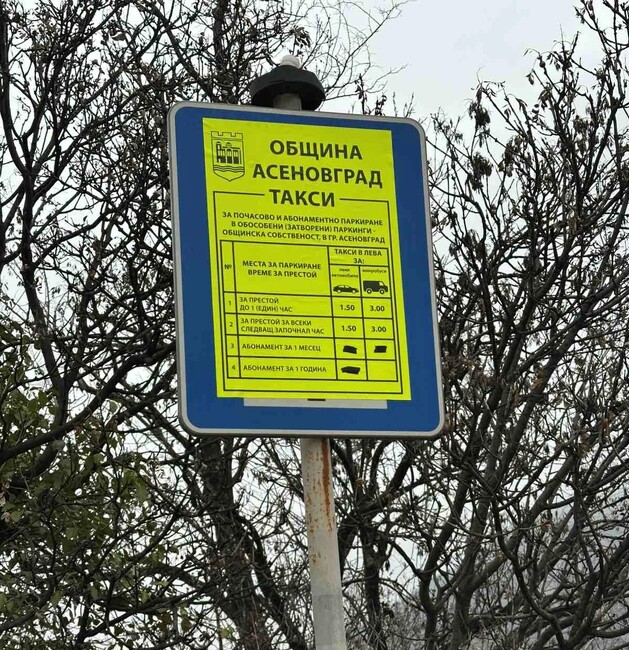 ОБЩИНА
АСЕНОВГРАД
ТАКСИ
ЗА ПОЧАСОВО И АБОНАМЕНТНО ПАРКИРАНЕ
В ОБОСОБЕНИ (ЗАТВОРЕНИ) ПАРКИНГИ -
ОБЩИНСКА СОБСТВЕНОСТ, В ГР. АСЕНОВГРАД
№ МЕСТА ЗА ПАРКИРАНЕ
ВРЕМЕ ЗА ПРЕСТОЙ
ТАКСИ В ЛЕВА
ЗА:
леки автомобили
микробуси
1 ЗА ПРЕСТОЙ
ДО 1 (ЕДИН) ЧАС 1.50 3.00
2 ЗА ПРЕСТОЙ ЗА ВСЕКИ
СЛЕДВАЩ ЗАПОЧНАЛ ЧАС 1.50 3.00
3 АБОНАМЕНТ ЗА 1 МЕСЕЦ
4 АБОНАМЕНТ ЗА 1 ГОДИНА